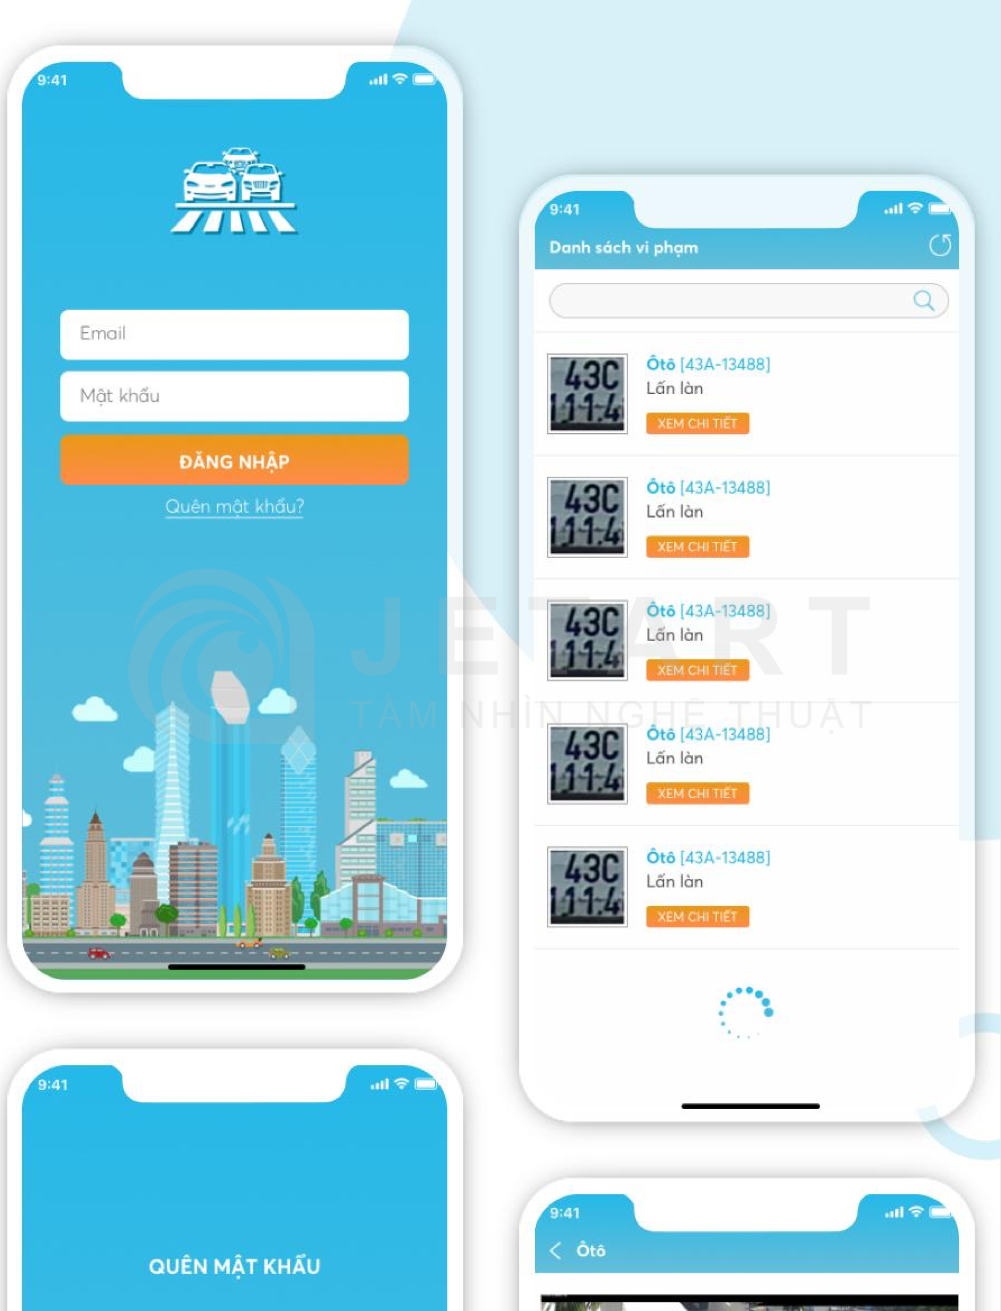 9:41
Email
Mật khẩu
ĐĂNG NHẬP
Quên mật khẩu?
9:41
Danh sách vi phạm
43C
111.4
Ôtô [43A-13488]
Lấn làn
XEM CHI TIẾT
43C
111.4
Ôtô [43A-13488]
Lấn làn
XEM CHI TIẾT
43C
111.4
Ôtô [43A-13488]
Lấn làn
XEM CHI TIẾT
43C
111.4
Ôtô [43A-13488]
Lấn làn
XEM CHI TIẾT
43C
111.4
Ôtô [43A-13488]
Lấn làn
XEM CHI TIẾT
JETART
TẦM NHÌN NGHỆ THUẬT
9:41
QUÊN MẬT KHẨU
9:41
Ôtô